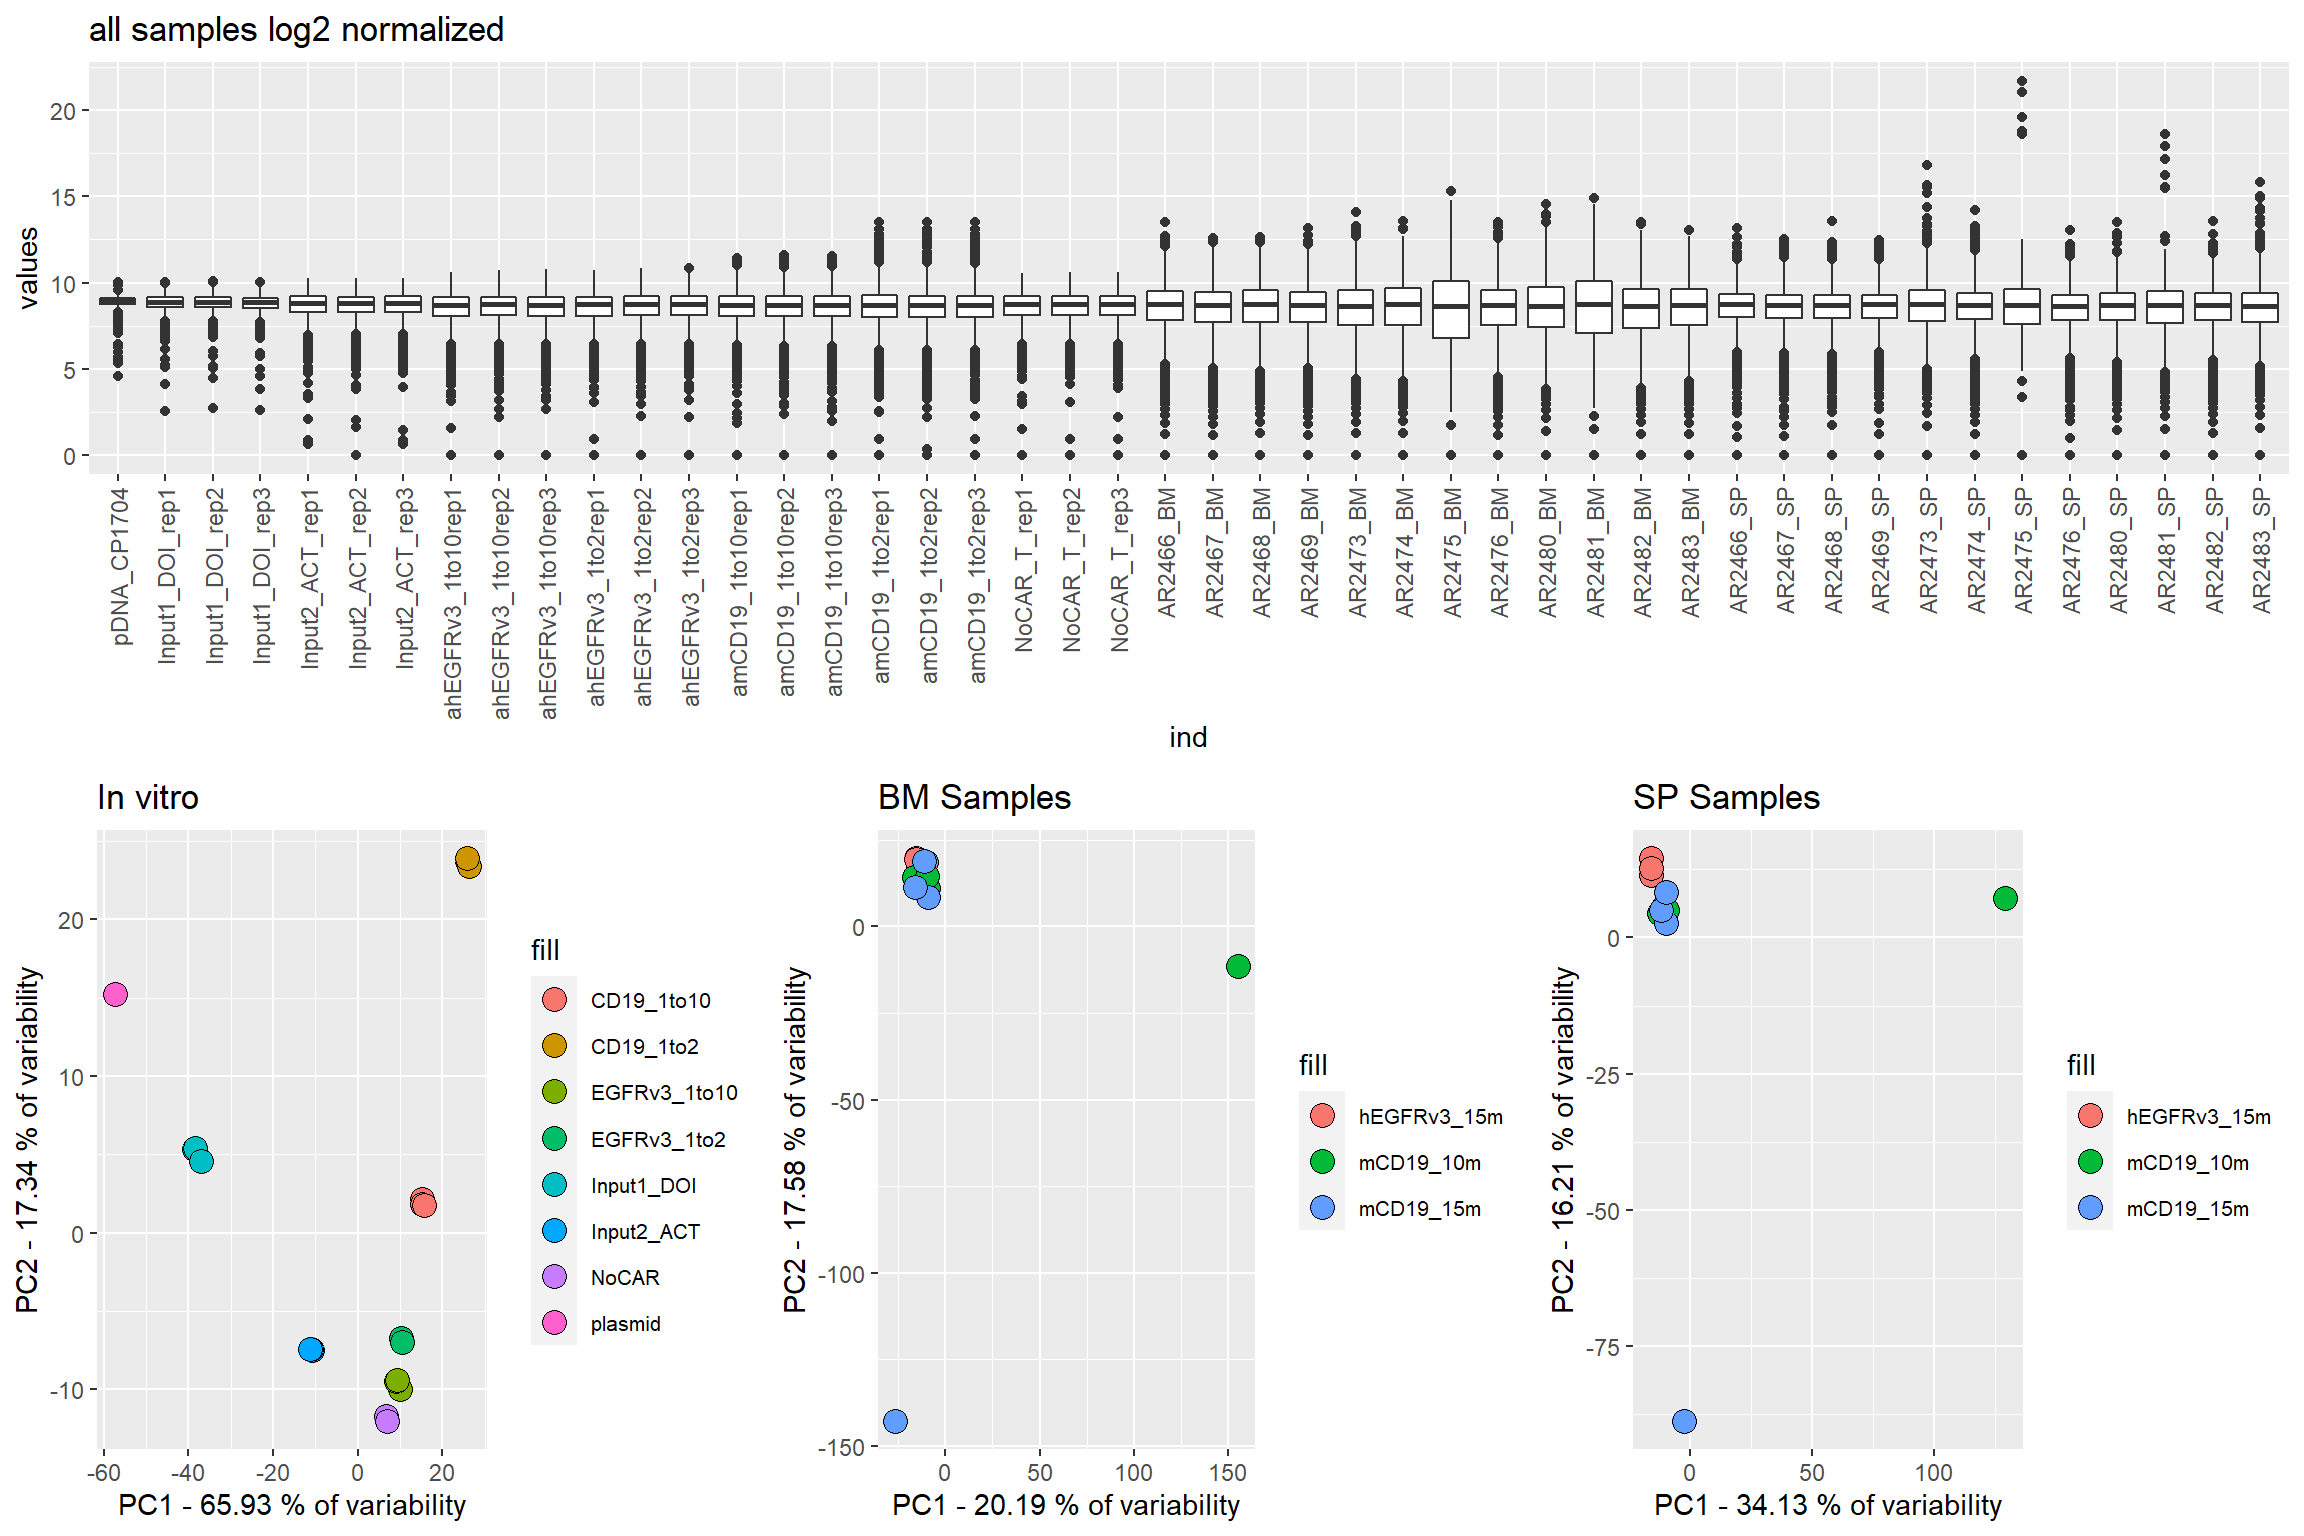 all samples log2 normalized
values
20
15
10
5
0
pDNA_CP1704
Input1_DOI_rep1
Input1_DOI_rep2
Input1_DOI_rep3
Input2_ACT_rep1
Input2_ACT_rep2
Input2_ACT_rep3
ahEGFRv3_1to10rep1
ahEGFRv3_1to10rep2
ahEGFRv3_1to10rep3
ahEGFRv3_1to2rep1
ahEGFRv3_1to2rep2
ahEGFRv3_1to2rep3
amCD19_1to10rep1
amCD19_1to10rep2
amCD19_1to10rep3
amCD19_1to2rep1
amCD19_1to2rep2
amCD19_1to2rep3
NoCAR_T_rep1
NoCAR_T_rep2
NoCAR_T_rep3
AR2466_BM
AR2467_BM
AR2468_BM
AR2469_BM
AR2473_BM
AR2474_BM
AR2475_BM
AR2476_BM
AR2480_BM
AR2481_BM
AR2482_BM
AR2483_BM
AR2466_SP
AR2467_SP
AR2468_SP
AR2469_SP
AR2473_SP
AR2474_SP
AR2475_SP
AR2476_SP
AR2480_SP
AR2481_SP
AR2482_SP
AR2483_SP
ind
In vitro
PC2 - 17.34 % of variability
20
10
0
-10
-60 -40 -20 0 20
PC1 - 65.93 % of variability
fill
CD19_1to10
CD19_1to2
EGFRv3_1to10
EGFRv3_1to2
Input1_DOI
Input2_ACT
NoCAR
plasmid
BM Samples
PC2 - 17.58 % of variability
0
-50
-100
-150
0 50 100 150
PC1 - 20.19 % of variability
fill
hEGFRv3_15m
mCD19_10m
mCD19_15m
SP Samples
PC2 - 16.21 % of variability
0
-25
-50
-75
0 50 100
PC1 - 34.13 % of variability
fill
hEGFRv3_15m
mCD19_10m
mCD19_15m